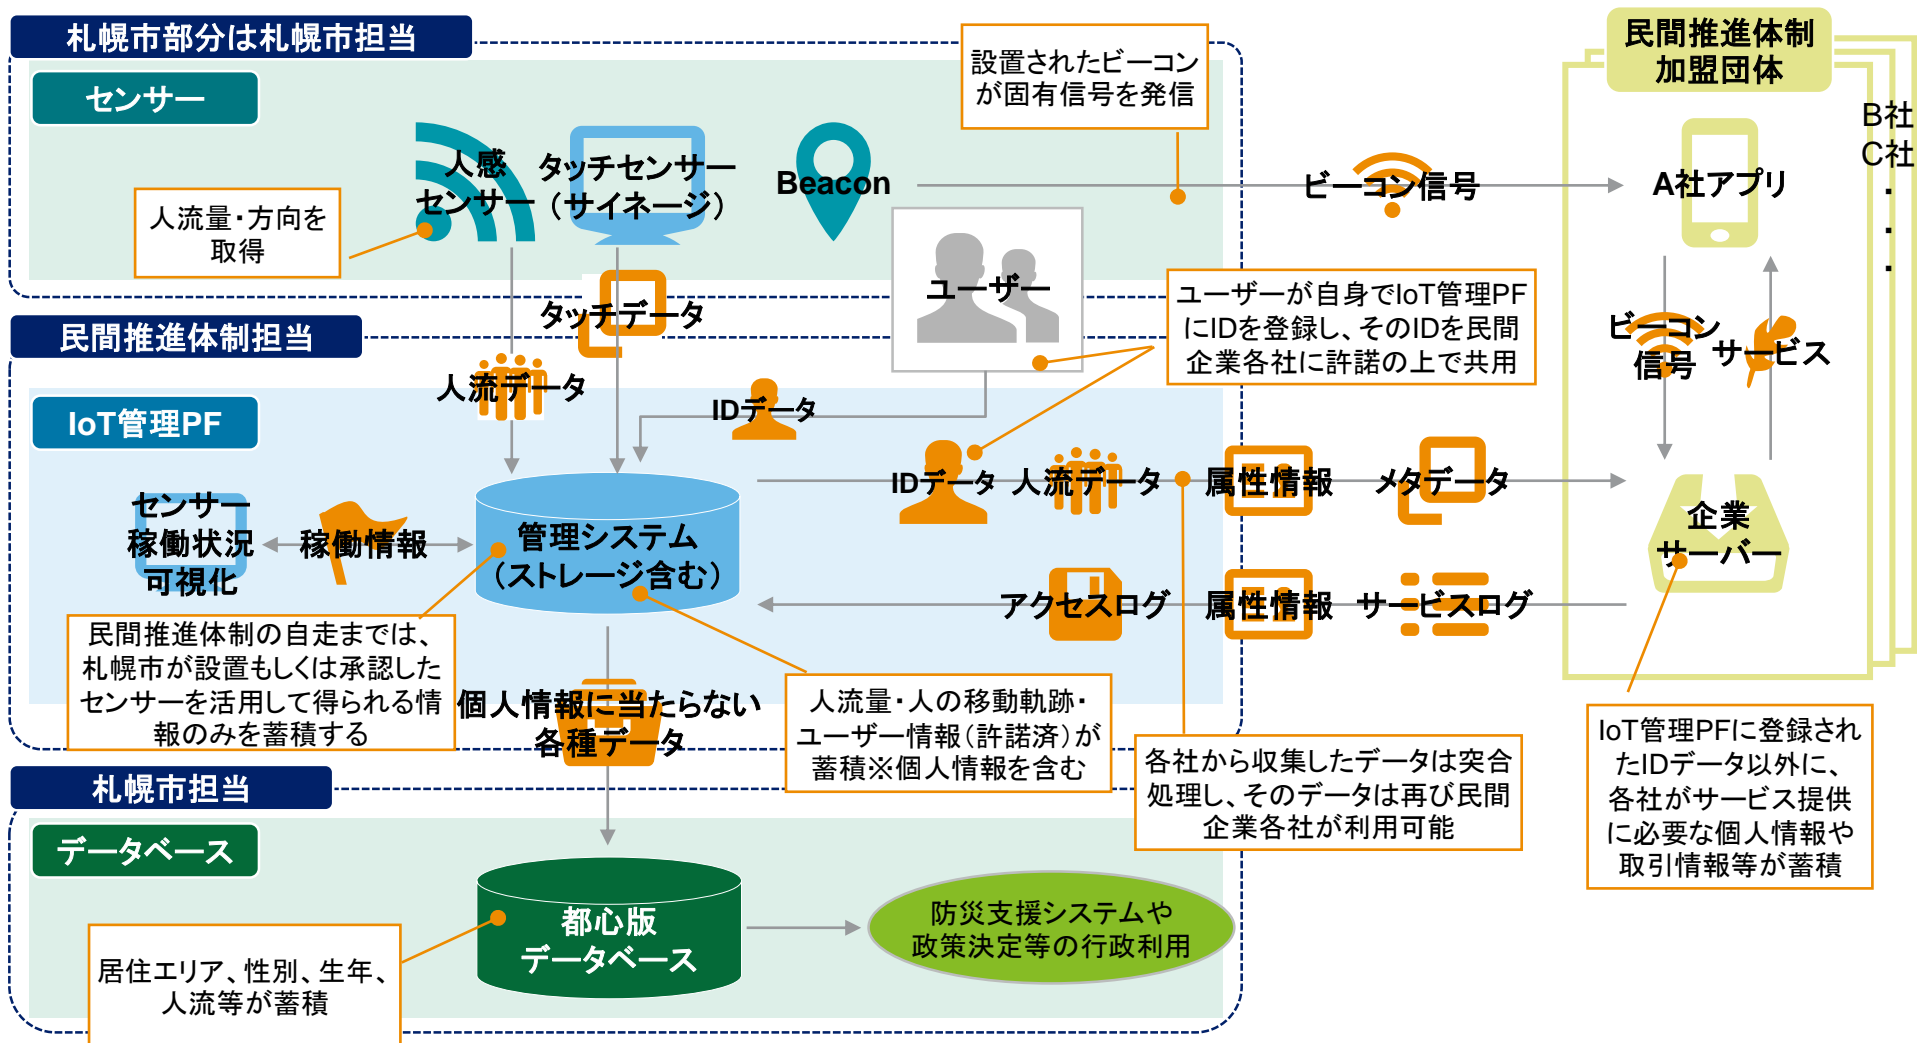 札幌市部分は札幌市担当
センサー
人感
センサー
タッチセンサー
（サイネージ）
Beacon
設置されたビーコン
が固有信号を発信
人流量・方向を
取得
ビーコン信号
民間推進体制
加盟団体
A社アプリ
B社
C社
・
・
・
ユーザー
タッチデータ
ユーザーが自身でIoT管理PF
にIDを登録し、そのIDを民間
企業各社に許諾の上で共用
ビーコン
信号
サービス
民間推進体制担当
IoT管理PF
人流データ
IDデータ
IDデータ
人流データ
属性情報
メタデータ
センサー
稼働状況
可視化
稼働情報
管理システム
（ストレージ含む）
企業
サーバー
アクセスログ
属性情報
サービスログ
民間推進体制の自走までは、
札幌市が設置もしくは承認した
センサーを活用して得られる情
報のみを蓄積する
個人情報に当たらない
各種データ
人流量・人の移動軌跡・
ユーザー情報（許諾済）が
蓄積※個人情報を含む
各社から収集したデータは突合
処理し、そのデータは再び民間
企業各社が利用可能
IoT管理PFに登録され
たIDデータ以外に、
各社がサービス提供
に必要な個人情報や
取引情報等が蓄積
札幌市担当
データベース
都心版
データベース
防災支援システムや
政策決定等の行政利用
居住エリア、性別、生年、
人流等が蓄積